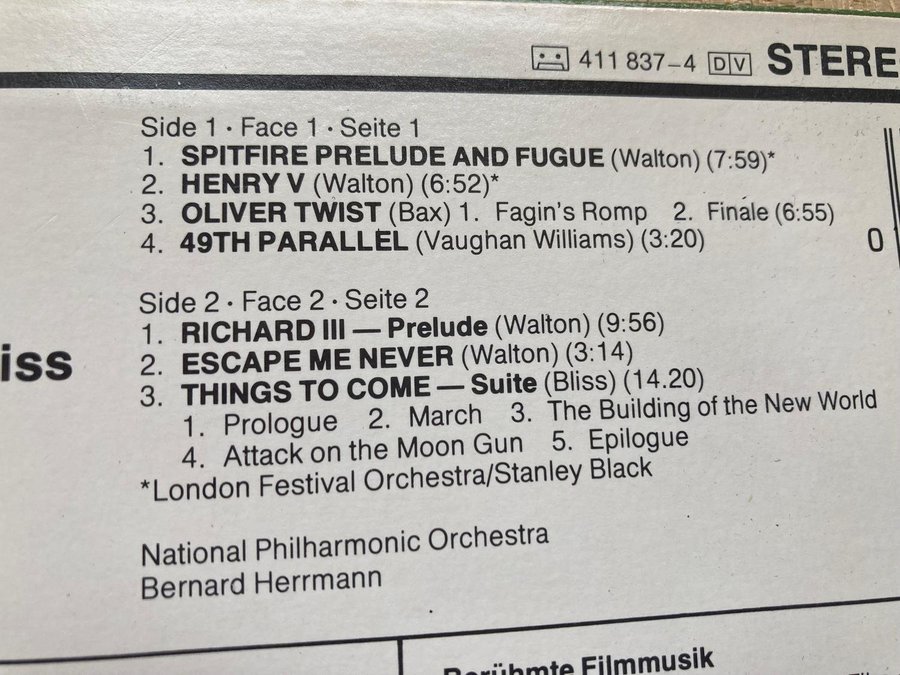 411 837-4 DV STERE
Side 1 · Face 1 · Seite 1
1. SPITFIRE PRELUDE AND FUGUE (Walton) (7:59)*
2. HENRY V (Walton) (6:52)*
3. OLIVER TWIST (Bax) 1. Fagin's Romp 2. Finale (6:55)
4. 49TH PARALLEL (Vaughan Williams) (3:20)
0
Side 2 · Face 2 · Seite 2
1. RICHARD III — Prelude (Walton) (9:56)
iss
2. ESCAPE ME NEVER (Walton) (3:14)
3. THINGS TO COME — Suite (Bliss) (14.20)
1. Prologue 2. March 3. The Building of the New World
4. Attack on the Moon Gun 5. Epilogue
*London Festival Orchestra/Stanley Black
National Philharmonic Orchestra
Bernard Herrmann
Berühmte Filmmusik